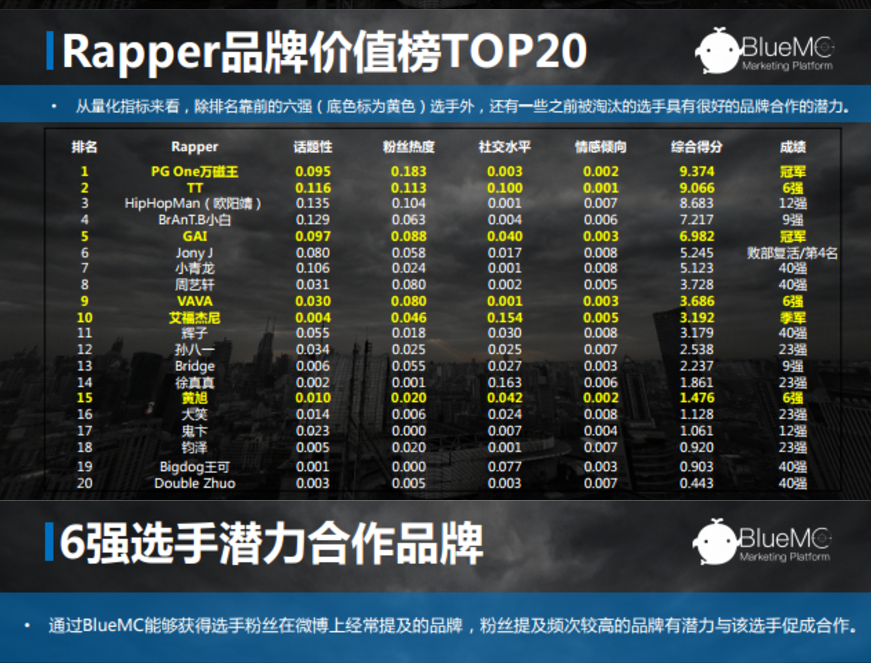 Rapper品牌价值榜TOP20
BlueMC
Marketing Platform
• 从量化指标来看，除排名靠前的六强（底色标为黄色）选手外，还有一些之前被淘汰的选手具有很好的品牌合作的潜力。
排名 Rapper 话题性 粉丝热度 社交水平 情感倾向 综合得分 成绩
1 PG One万磁王 0.095 0.183 0.003 0.002 9.374 冠军
2 TT 0.116 0.113 0.100 0.001 9.066 6强
3 HipHopMan（欧阳靖） 0.135 0.104 0.001 0.007 8.683 12强
4 BrAnT.B小白 0.129 0.063 0.004 0.006 7.217 9强
5 GAI 0.097 0.088 0.040 0.003 6.982 冠军
6 Jony J 0.080 0.058 0.017 0.008 5.245 败部复活/第4名
7 小青龙 0.106 0.024 0.001 0.008 5.123 40强
8 周艺轩 0.031 0.080 0.002 0.005 3.728 40强
9 VAVA 0.030 0.080 0.001 0.003 3.686 6强
10 艾福杰尼 0.004 0.046 0.154 0.005 3.192 季军
11 辉子 0.055 0.018 0.030 0.008 3.179 40强
12 孙八一 0.034 0.025 0.025 0.007 2.538 23强
13 Bridge 0.006 0.055 0.027 0.003 2.237 9强
14 徐真真 0.002 0.001 0.163 0.006 1.861 23强
15 黄旭 0.010 0.020 0.042 0.002 1.476 6强
16 大笑 0.014 0.006 0.024 0.008 1.128 23强
17 鬼卞 0.023 0.000 0.007 0.004 1.061 12强
18 钧泽 0.005 0.020 0.001 0.007 0.920 23强
19 Bigdog王可 0.001 0.000 0.077 0.003 0.903 40强
20 Double Zhuo 0.003 0.005 0.003 0.007 0.443 40强
6强选手潜力合作品牌
BlueMC
Marketing Platform
• 通过BlueMC能够获得选手粉丝在微博上经常提及的品牌，粉丝提及频次较高的品牌有潜力与该选手促成合作。